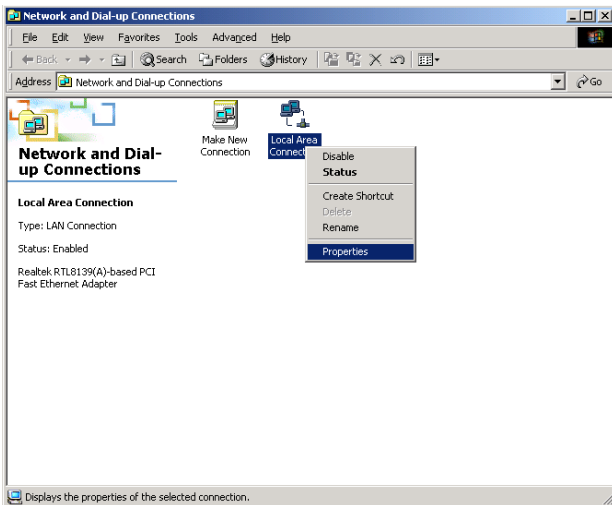 Network and Dial-up Connections
File Edit View Favorites Tools Advanced Help
Back Search Folders History
Address Network and Dial-up Connections Go
Network and Dial-
up Connections
Local Area Connection
Type: LAN Connection
Status: Enabled
Realtek RTL8139(A)-based PCI
Fast Ethernet Adapter
Make New
Connection
Local Area
Connect
Disable
Status
Create Shortcut
Delete
Rename
Properties
Displays the properties of the selected connection.